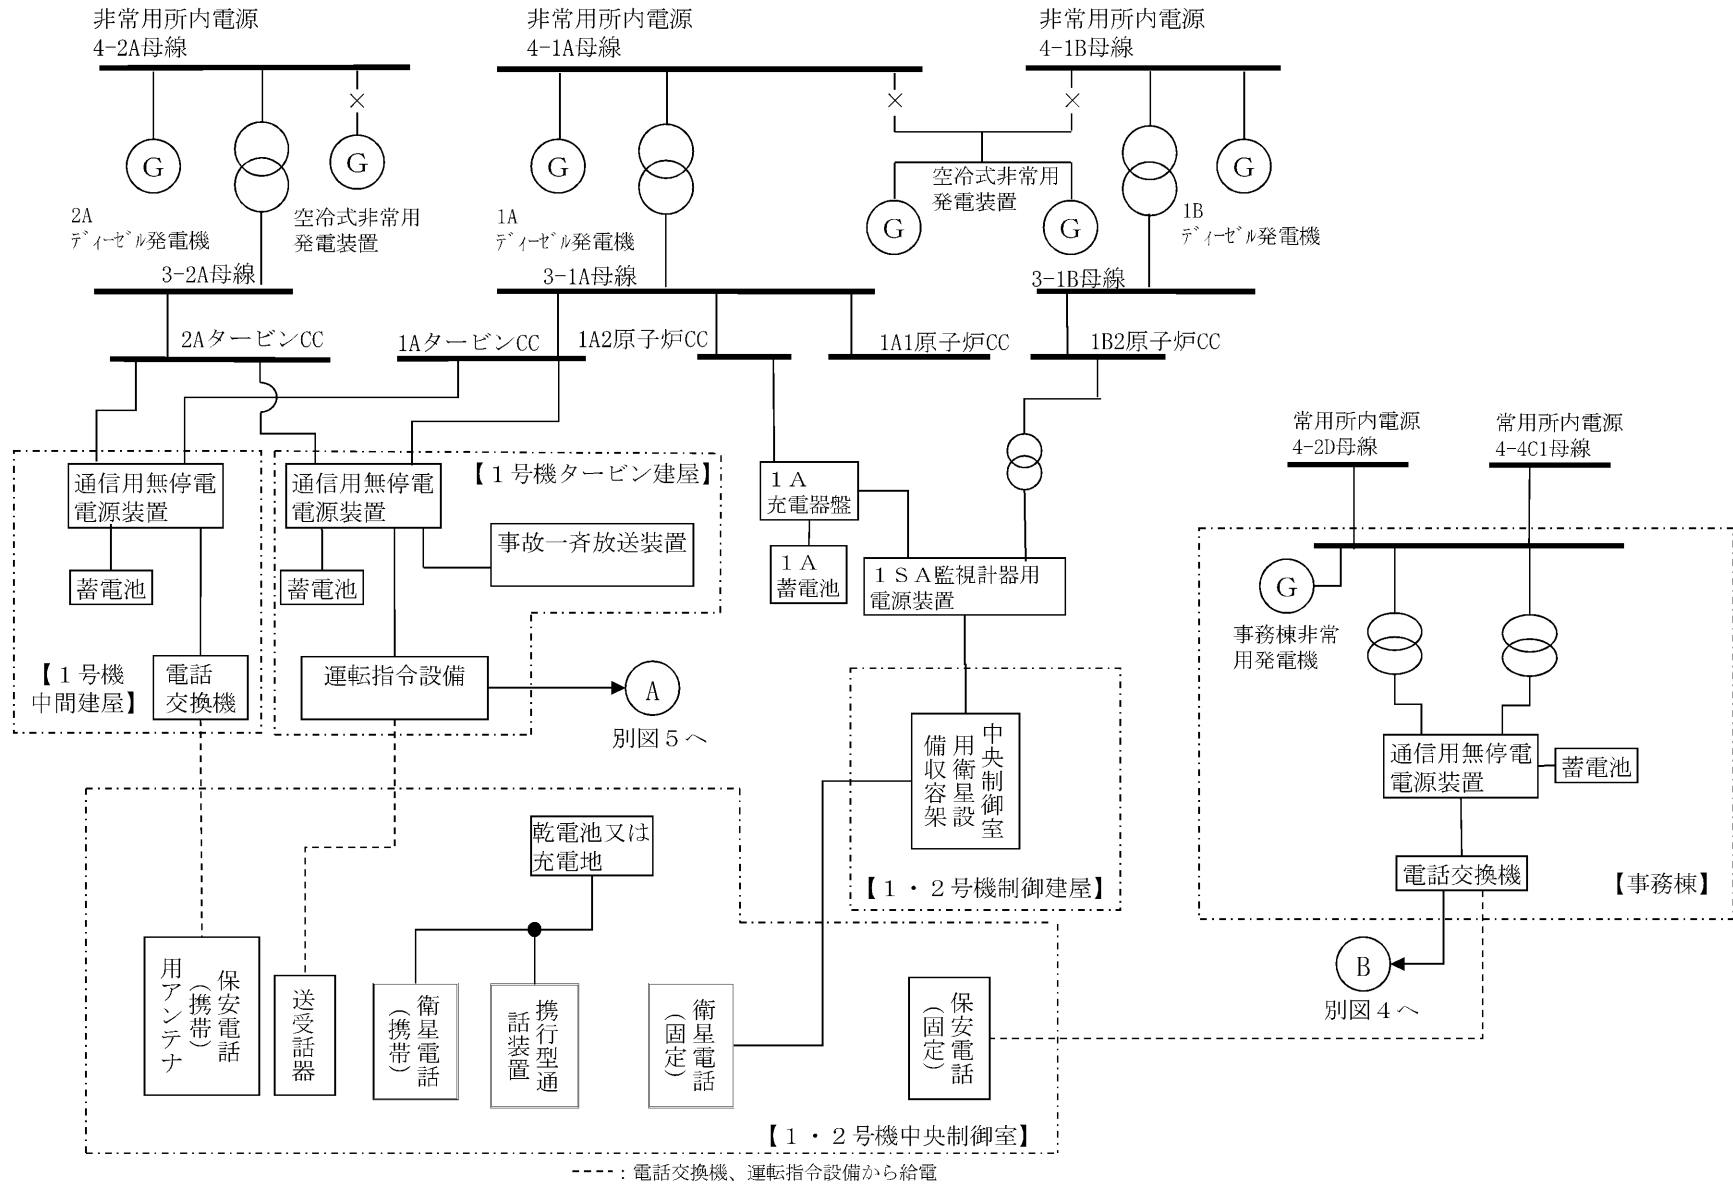 非常用所内電源
4-2A母線
非常用所内電源
4-1A母線
非常用所内電源
4-1B母線
×
×
×
G
G
G
G
G
G
G
2A
ディーゼル発電機
空冷式非常用
発電装置
1A
ディーゼル発電機
空冷式非常用
発電装置
1B
ディーゼル発電機
3-2A母線
3-1A母線
3-1B母線
2AタービンCC
1AタービンCC
1A2原子炉CC
1A1原子炉CC
1B2原子炉CC
常用所内電源
4-2D母線
常用所内電源
4-4C1母線
通信用無停電
電源装置
蓄電池
電話
交換機
【１号機
中間建屋】
通信用無停電
電源装置
【１号機タービン建屋】
事故一斉放送装置
蓄電池
運転指令設備
A
別図５へ
１Ａ
充電器盤
１Ａ
蓄電池
１ＳＡ監視計器用
電源装置
中央制御室
用衛星設
備収容架
【１・２号機制御建屋】
G
事務棟非常
用発電機
通信用無停電
電源装置
蓄電池
電話交換機
【事務棟】
B
別図４へ
乾電池又は
充電地
保安電話
（携帯）
用アンテナ
送受話器
衛星電話
（携帯）
携行型通
話装置
衛星電話
（固定）
保安電話
（固定）
【１・２号機中央制御室】
----：電話交換機、運転指令設備から給電